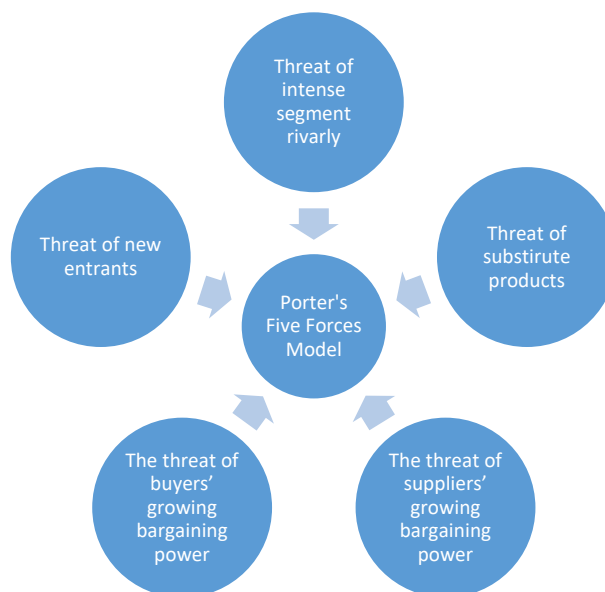 Threat of
intense
segment
rivarly
Threat of new
entrants
Threat of
substirute
products
Porter's
Five Forces
Model
The threat of
buyers’
growing
bargaining
power
The threat of
suppliers’
growing
bargaining
power